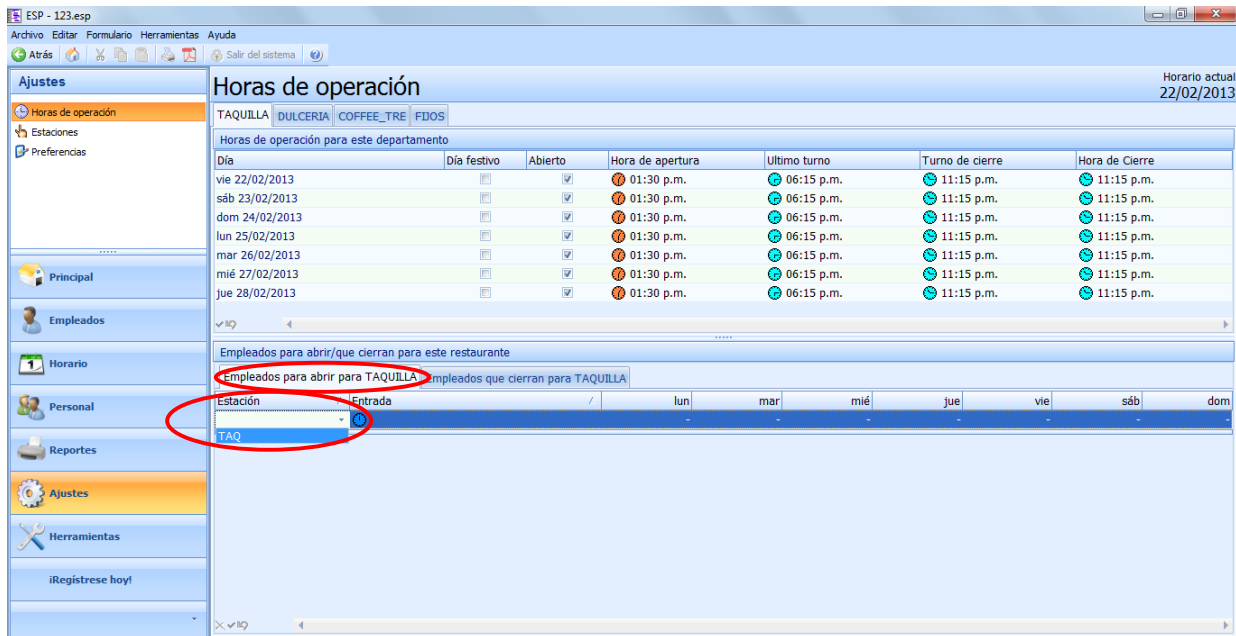 ESP - 123.esp
Archivo Editar Formulario Herramientas Ayuda
Atrás Salir del sistema
Ajustes
Horas de operación
Estaciones
Preferencias
Principal
Empleados
Horario
Personal
Reportes
Ajustes
Herramientas
¡Regístrese hoy!
Horas de operación
Horario actual
22/02/2013
TAQUILLA DULCERIA COFFEE_TRE FIJOS
Horas de operación para este departamento
Día Día festivo Abierto Hora de apertura Ultimo turno Turno de cierre Hora de Cierre
vie 22/02/2013 01:30 p.m. 06:15 p.m. 11:15 p.m. 11:15 p.m.
sáb 23/02/2013 01:30 p.m. 06:15 p.m. 11:15 p.m. 11:15 p.m.
dom 24/02/2013 01:30 p.m. 06:15 p.m. 11:15 p.m. 11:15 p.m.
lun 25/02/2013 01:30 p.m. 06:15 p.m. 11:15 p.m. 11:15 p.m.
mar 26/02/2013 01:30 p.m. 06:15 p.m. 11:15 p.m. 11:15 p.m.
mié 27/02/2013 01:30 p.m. 06:15 p.m. 11:15 p.m. 11:15 p.m.
jue 28/02/2013 01:30 p.m. 06:15 p.m. 11:15 p.m. 11:15 p.m.
Empleados para abrir/que cierran para este restaurante
Empleados para abrir para TAQUILLA Empleados que cierran para TAQUILLA
Estación Entrada lun mar mié jue vie sáb dom
- - - - - - -
TAQ